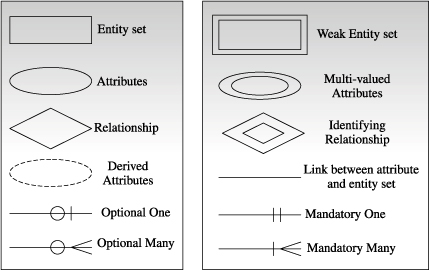 Entity set
Attributes
Relationship
Derived
Attributes
Optional One
Optional Many
Weak Entity set
Multi-valued
Attributes
Identifying
Relationship
Link between attribute
and entity set
Mandatory One
Mandatory Many